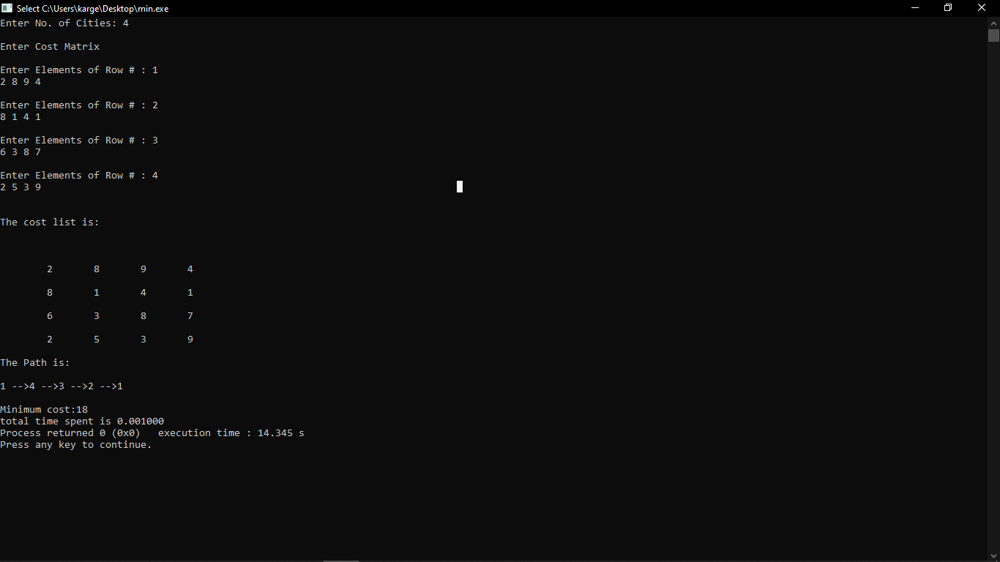 Select C:\Users\karge\Desktop\min.exe
Enter No. of Cities: 4
Enter Cost Matrix
Enter Elements of Row # : 1
2 8 9 4
Enter Elements of Row # : 2
8 1 4 1
Enter Elements of Row # : 3
6 3 8 7
Enter Elements of Row # : 4
2 5 3 9
The cost list is:
2 8 9 4
8 1 4 1
6 3 8 7
2 5 3 9
The Path is:
1 -->4 -->3 -->2 -->1
Minimum cost:18
total time spent is 0.001000
Process returned 0 (0x0)   execution time : 14.345 s
Press any key to continue.